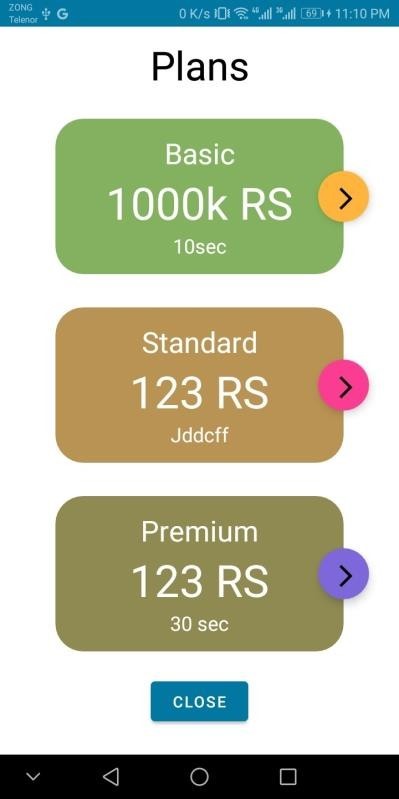 ZONG
Telenor
0 K/s 4G 3G 69 11:10 PM
Plans
Basic
1000k RS
10sec
Standard
123 RS
Jddcff
Premium
123 RS
30 sec
CLOSE